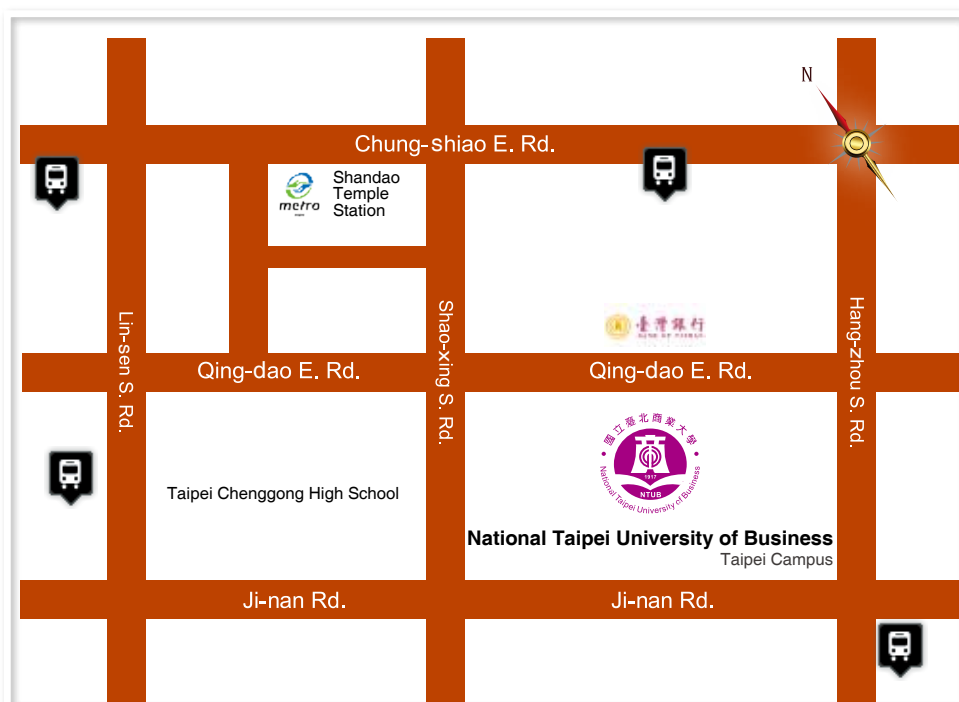 N
Chung-shiao E. Rd.
metro
Shandao
Temple
Station
Lin-sen S. Rd.
Shao-xing S. Rd.
Hang-zhou S. Rd.
臺灣銀行
BANK OF TAIWAN
Qing-dao E. Rd.
Qing-dao E. Rd.
國立臺北商業大學
1917
NTUB
National Taipei University of Business
Taipei Chenggong High School
National Taipei University of Business
Taipei Campus
Ji-nan Rd.
Ji-nan Rd.